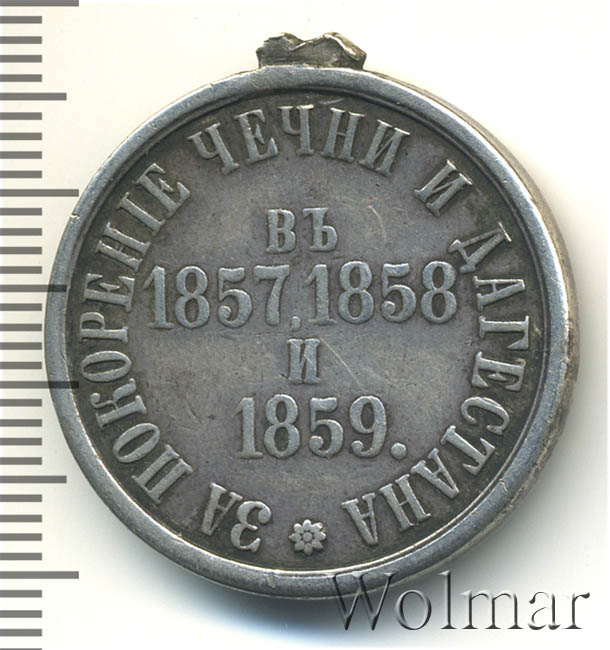 ЗА ПОКОРЕНІЕ ЧЕЧНИ И ДАГЕСТАНА
ВЪ
1857, 1858
И
1859.
Wolmar